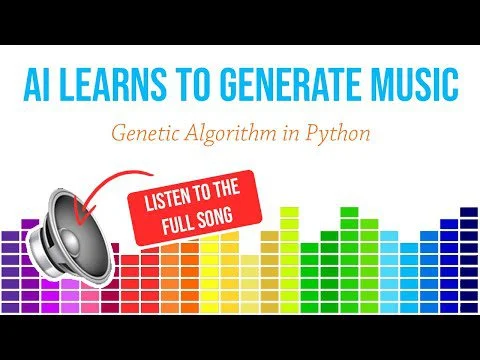 AI LEARNS TO GENERATE MUSIC
Genetic Algorithm in Python
LISTEN TO THE
FULL SONG